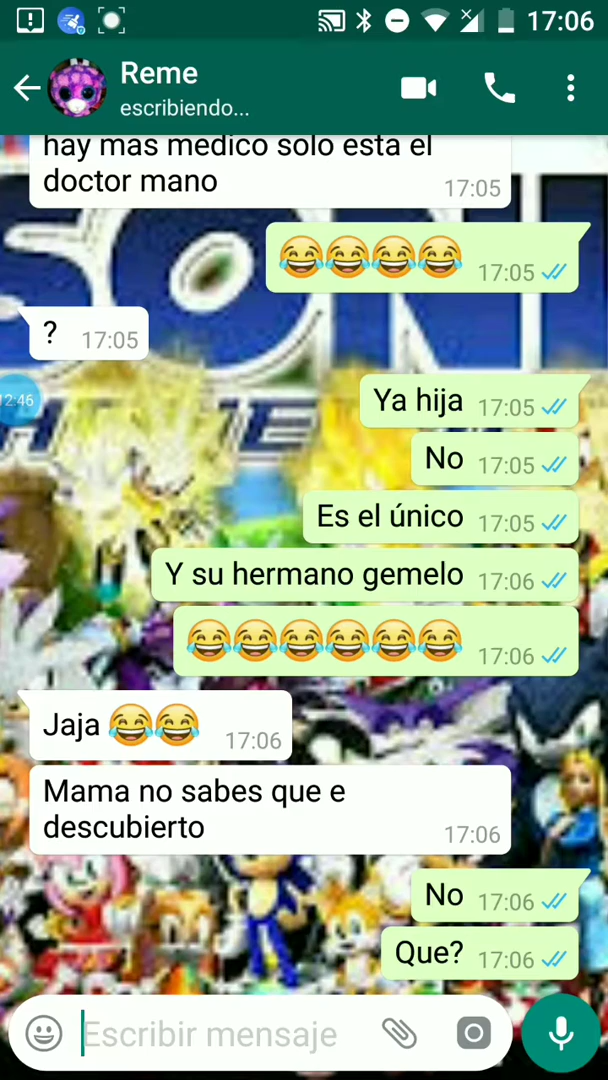 17:06
Reme
escribiendo...
hay mas medico solo esta el
doctor mano
17:05
17:05
?
17:05
12:46
Ya hija
17:05
No
17:05
Es el único
17:05
Y su hermano gemelo
17:06
17:06
Jaja
17:06
Mama no sabes que e
descubierto
17:06
No
17:06
Que?
17:06
Escribir mensaje